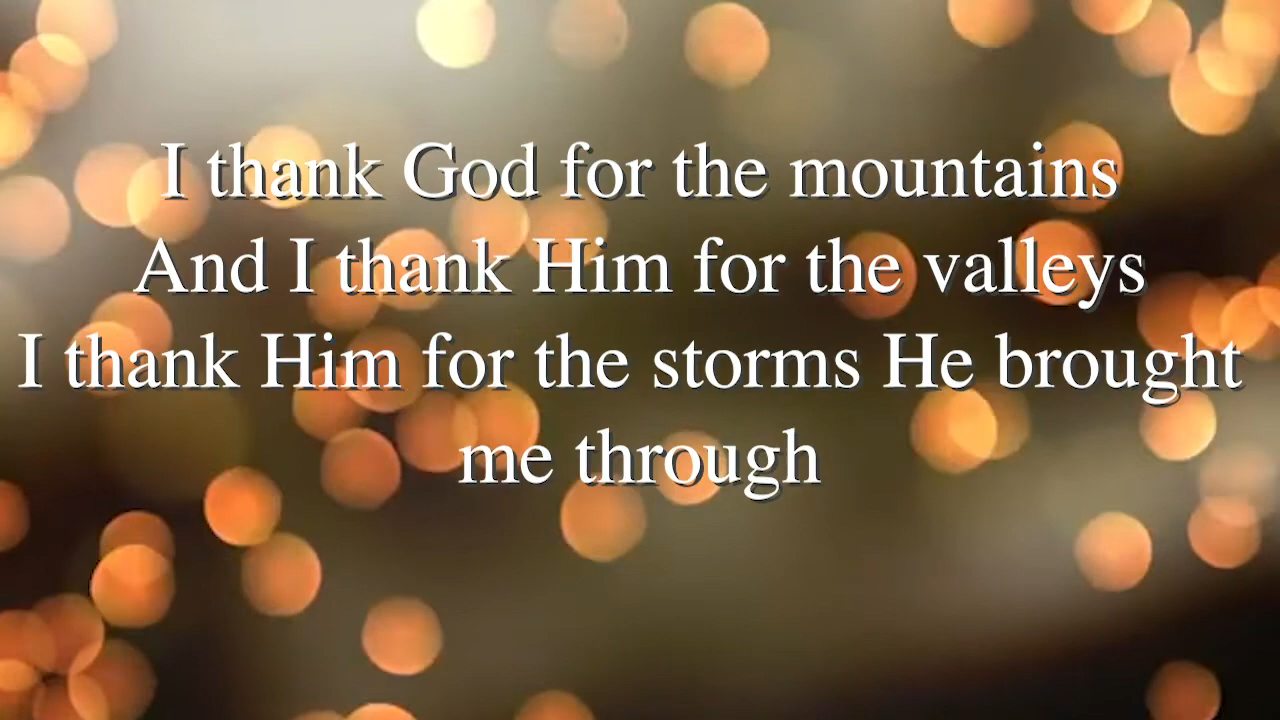 I thank God for the mountains
And I thank Him for the valleys
I thank Him for the storms He brought
me through